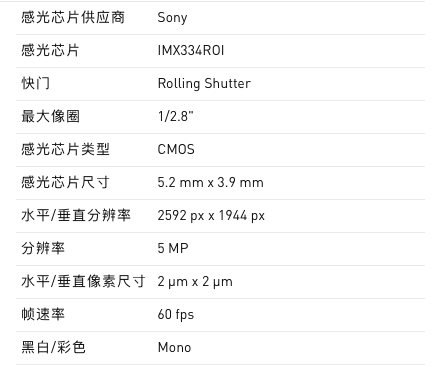 感光芯片供应商 Sony
感光芯片 IMX334ROI
快门 Rolling Shutter
最大像圈 1/2.8"
感光芯片类型 CMOS
感光芯片尺寸 5.2 mm x 3.9 mm
水平/垂直分辨率 2592 px x 1944 px
分辨率 5 MP
水平/垂直像素尺寸 2 µm x 2 µm
帧速率 60 fps
黑白/彩色 Mono